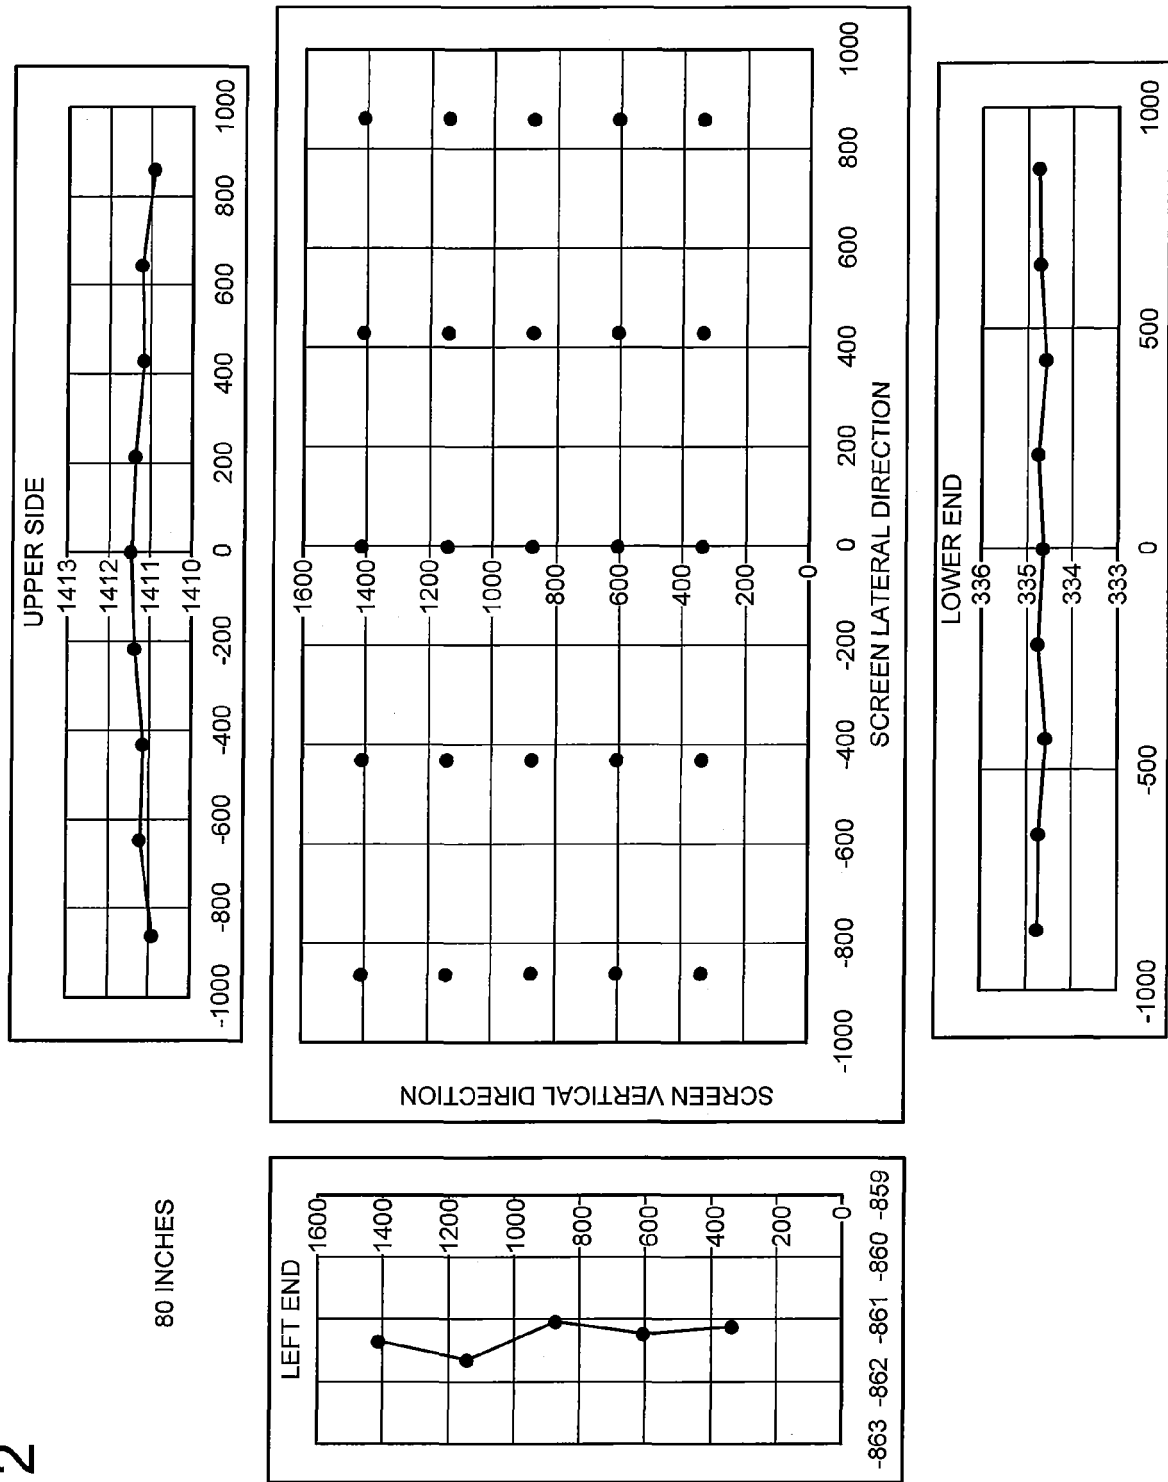 2
80 INCHES
UPPER SIDE
1413
1412
1411
1410
-1000 -800 -600 -400 -200 0 200 400 600 800 1000
LEFT END
1600
1400
1200
1000
800
600
400
200
0
-863 -862 -861 -860 -859
SCREEN VERTICAL DIRECTION
1600
1400
1200
1000
800
600
400
200
0
-1000 -800 -600 -400 -200 0 200 400 600 800 1000
SCREEN LATERAL DIRECTION
LOWER END
336
335
334
333
-1000 -500 0 500 1000